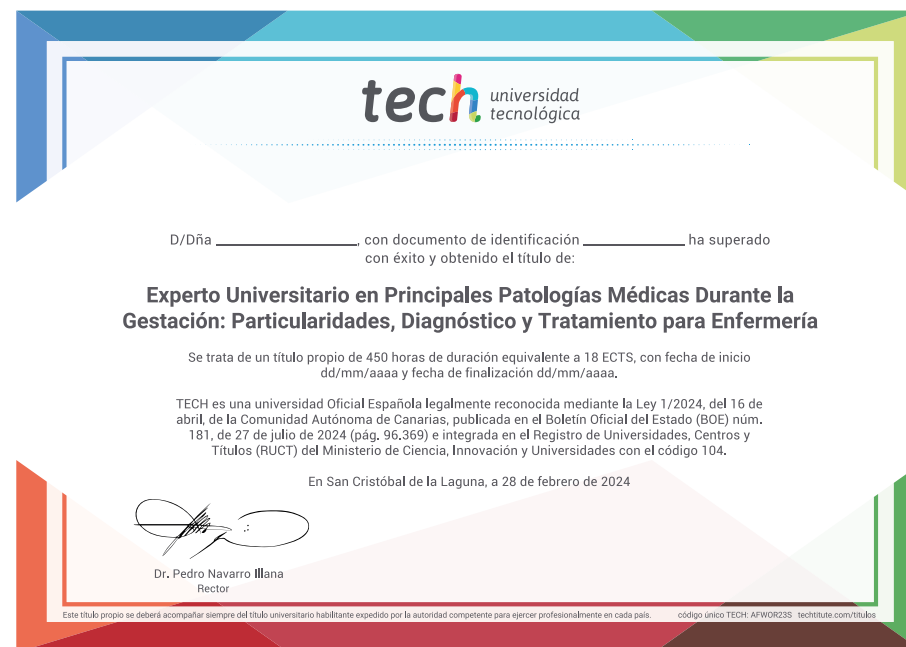 tech universidad
tecnológica
D/Dña ________________, con documento de identificación ____________ ha superado
con éxito y obtenido el título de:
Experto Universitario en Principales Patologías Médicas Durante la
Gestación: Particularidades, Diagnóstico y Tratamiento para Enfermería
Se trata de un título propio de 450 horas de duración equivalente a 18 ECTS, con fecha de inicio
dd/mm/aaaa y fecha de finalización dd/mm/aaaa.
TECH es una universidad Oficial Española legalmente reconocida mediante la Ley 1/2024, del 16 de
abril, de la Comunidad Autónoma de Canarias, publicada en el Boletín Oficial del Estado (BOE) núm.
181, de 27 de julio de 2024 (pág. 96.369) e integrada en el Registro de Universidades, Centros y
Títulos (RUCT) del Ministerio de Ciencia, Innovación y Universidades con el código 104.
En San Cristóbal de la Laguna, a 28 de febrero de 2024
Dr. Pedro Navarro Illana
Rector
Este título propio se deberá acompañar siempre del título universitario habilitante expedido por la autoridad competente para ejercer profesionalmente en cada país. código único TECH: AFWOR23S techtitute.com/titulos